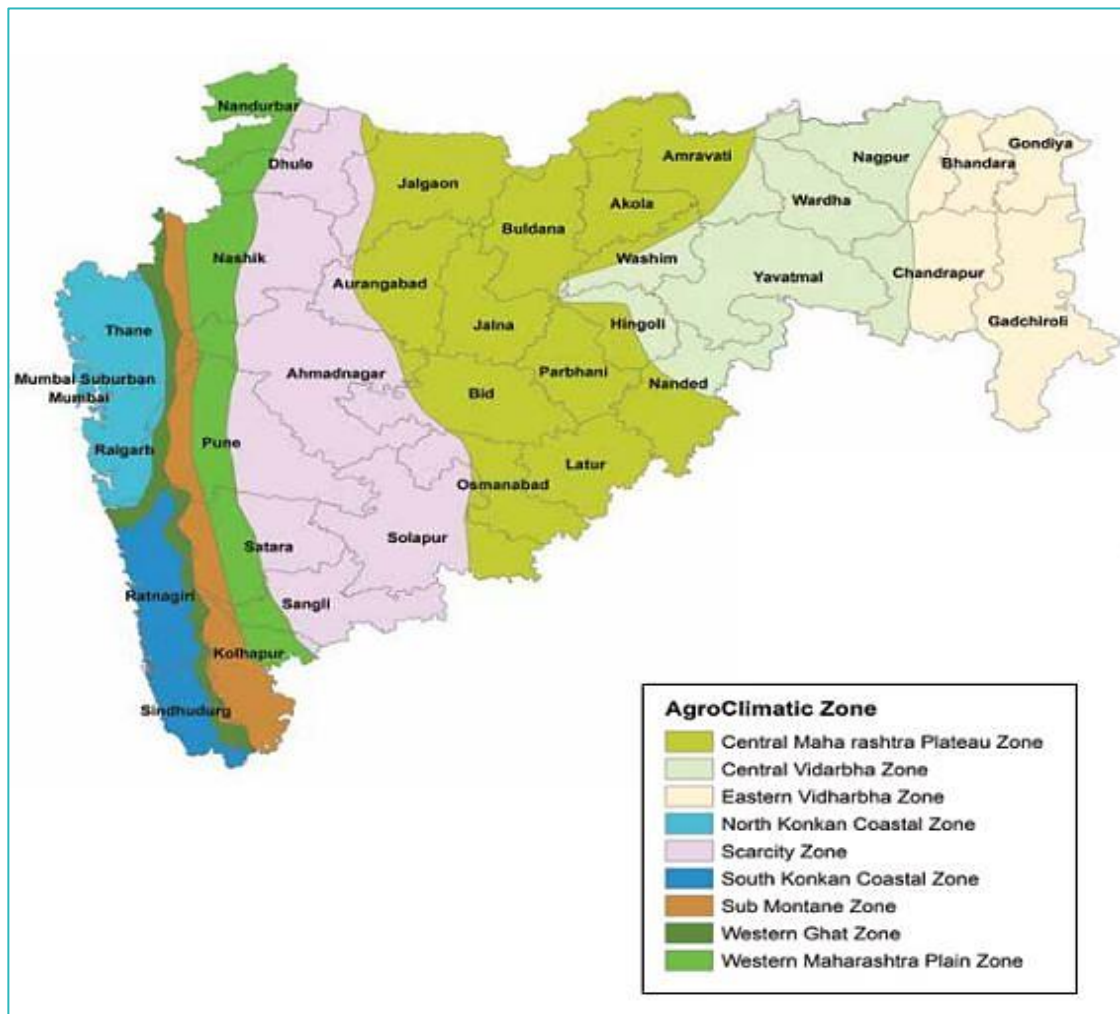 Nandurbar
Dhule
Jalgaon
Amravati
Nagpur
Gondiya
Bhandara
Akola
Wardha
Buldana
Nashik
Washim
Aurangabad
Yavatmal
Chandrapur
Thane
Jalna
Hingoli
Gadchiroli
Ahmadnagar
Parbhani
Mumbai Suburban
Mumbai
Bid
Nanded
Raigarh
Pune
Latur
Osmanabad
Satara
Solapur
Ratnagiri
Sangli
Kolhapur
Sindhudurg
AgroClimatic Zone
Central Maha rashtra Plateau Zone
Central Vidarbha Zone
Eastern Vidharbha Zone
North Konkan Coastal Zone
Scarcity Zone
South Konkan Coastal Zone
Sub Montane Zone
Western Ghat Zone
Western Maharashtra Plain Zone